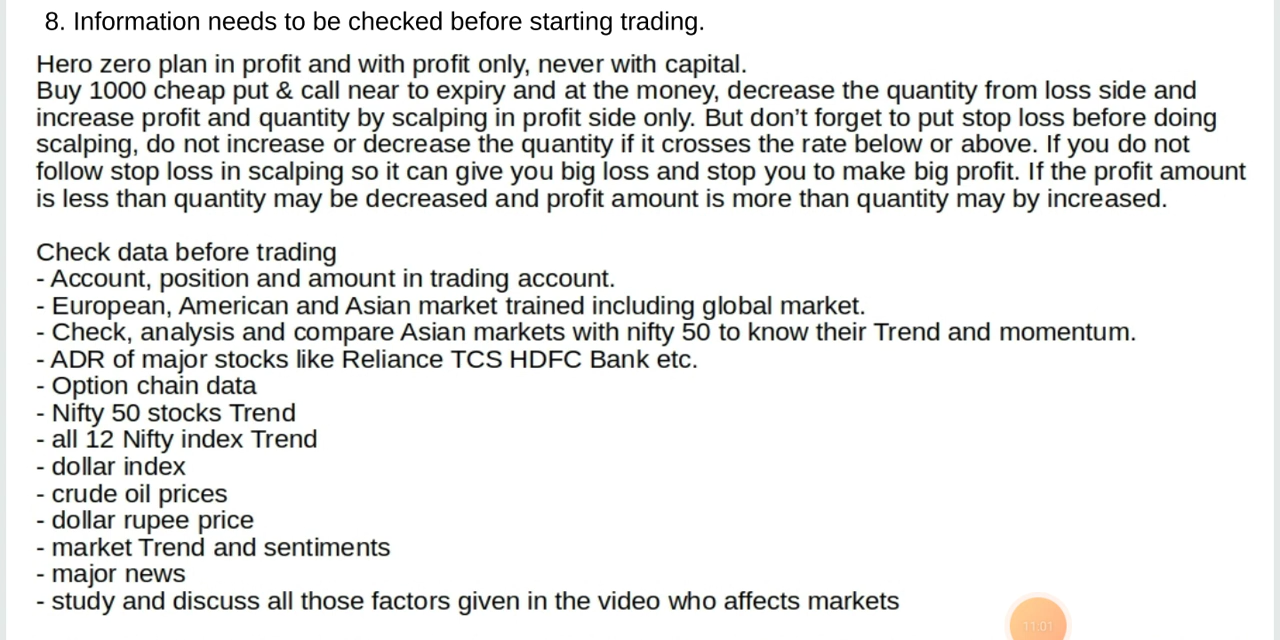 8. Information needs to be checked before starting trading.
Hero zero plan in profit and with profit only, never with capital.
Buy 1000 cheap put & call near to expiry and at the money, decrease the quantity from loss side and
increase profit and quantity by scalping in profit side only. But don’t forget to put stop loss before doing
scalping, do not increase or decrease the quantity if it crosses the rate below or above. If you do not
follow stop loss in scalping so it can give you big loss and stop you to make big profit. If the profit amount
is less than quantity may be decreased and profit amount is more than quantity may by increased.
Check data before trading
- Account, position and amount in trading account.
- European, American and Asian market trained including global market.
- Check, analysis and compare Asian markets with nifty 50 to know their Trend and momentum.
- ADR of major stocks like Reliance TCS HDFC Bank etc.
- Option chain data
- Nifty 50 stocks Trend
- all 12 Nifty index Trend
- dollar index
- crude oil prices
- dollar rupee price
- market Trend and sentiments
- major news
- study and discuss all those factors given in the video who affects markets
11:01